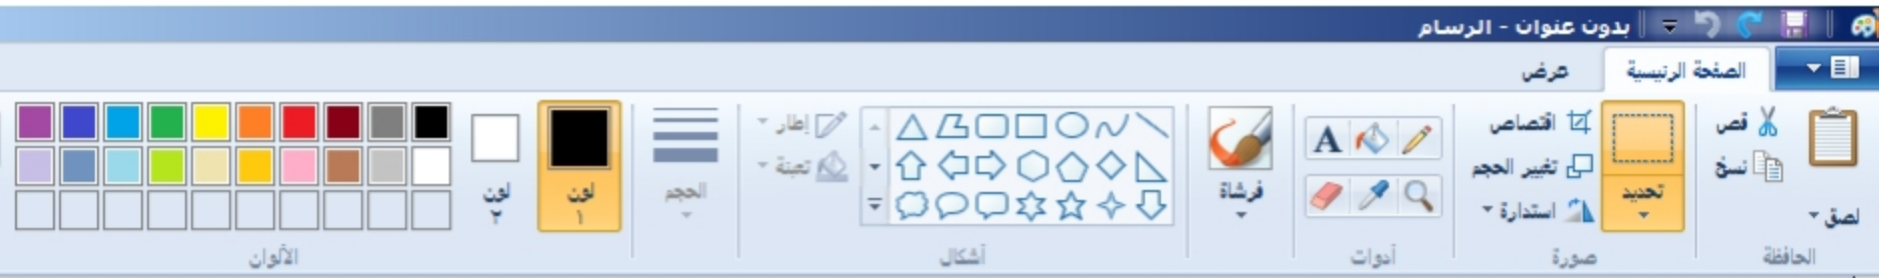 بدون عنوان - الرسام
الصفحة الرئيسية
عرض
لصق
قص
نسخ
الحافظة
تحديد
اقتصاص
تغيير الحجم
استدارة
صورة
A
أدوات
فرشاة
إطار
تعبئة
أشكال
الحجم
لون
١
لون
٢
الألوان